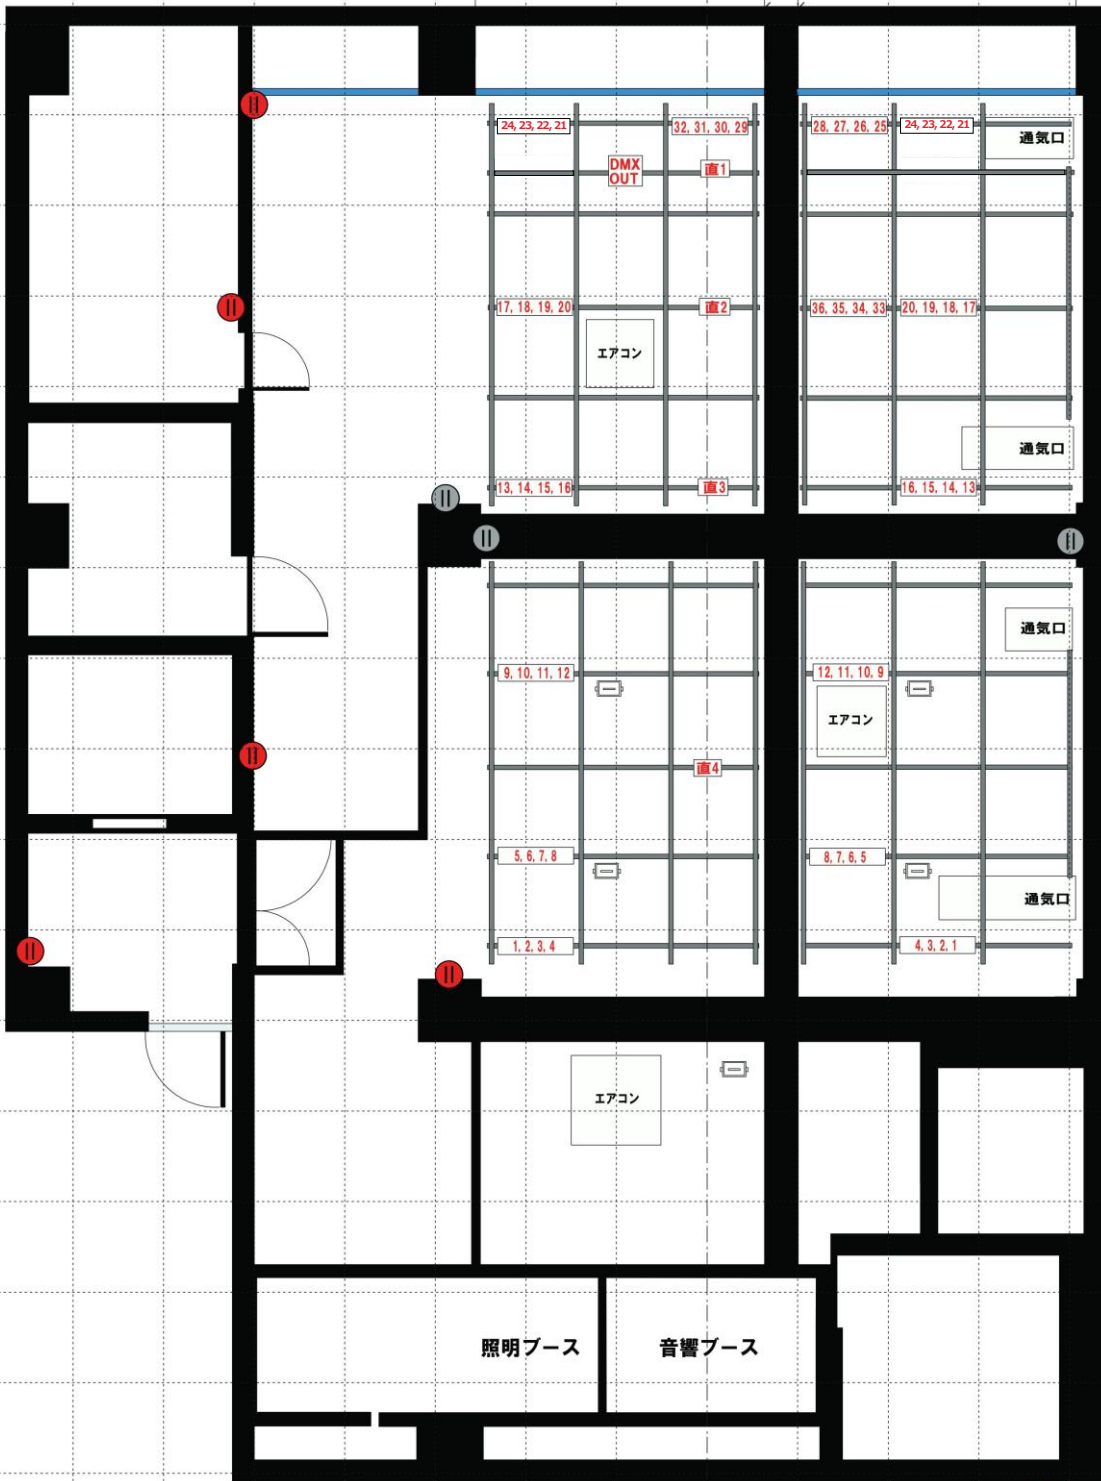 24, 23, 22, 21
32, 31, 30, 29
28, 27, 26, 25
24, 23, 22, 21
通気口
DMX
OUT
直1
17, 18, 19, 20
直2
36, 35, 34, 33
20, 19, 18, 17
エアコン
通気口
13, 14, 15, 16
直3
16, 15, 14, 13
通気口
9, 10, 11, 12
12, 11, 10, 9
エアコン
直4
5, 6, 7, 8
8, 7, 6, 5
通気口
1, 2, 3, 4
4, 3, 2, 1
エアコン
照明ブース
音響ブース